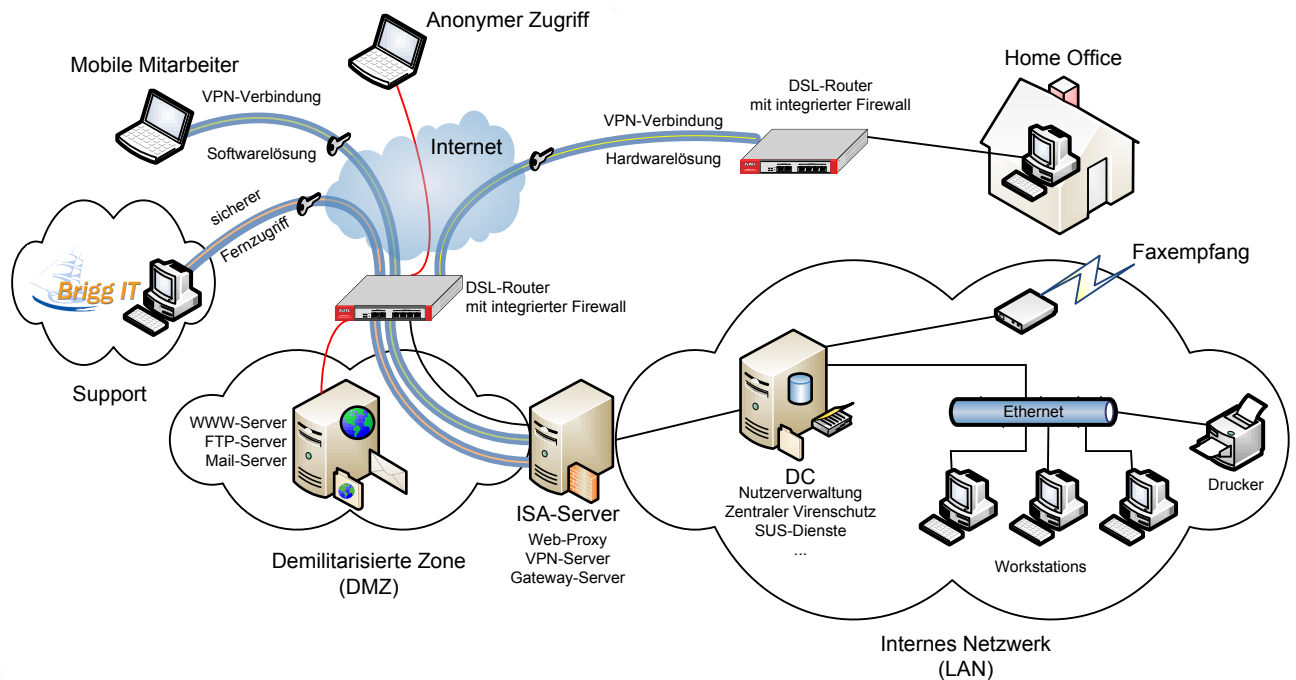 Anonymer Zugriff
Mobile Mitarbeiter
VPN-Verbindung
Softwarelösung
Internet
VPN-Verbindung
Hardwarelösung
DSL-Router
mit integrierter Firewall
Home Office
sicherer
Fernzugriff
Brigg IT
Support
DSL-Router
mit integrierter Firewall
Faxempfang
WWW-Server
FTP-Server
Mail-Server
Demilitarisierte Zone
(DMZ)
ISA-Server
Web-Proxy
VPN-Server
Gateway-Server
DC
Nutzerverwaltung
Zentraler Virenschutz
SUS-Dienste
...
Ethernet
Drucker
Workstations
Internes Netzwerk
(LAN)